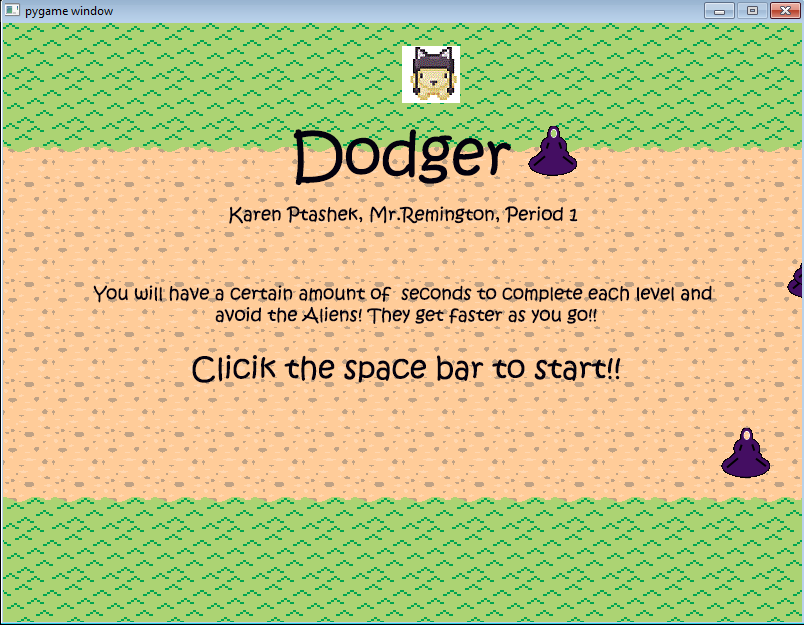 pygame window
Dodger
Karen Ptashek, Mr.Remington, Period 1
You will have a certain amount of  seconds to complete each level and
avoid the Aliens! They get faster as you go!!
Clicik the space bar to start!!